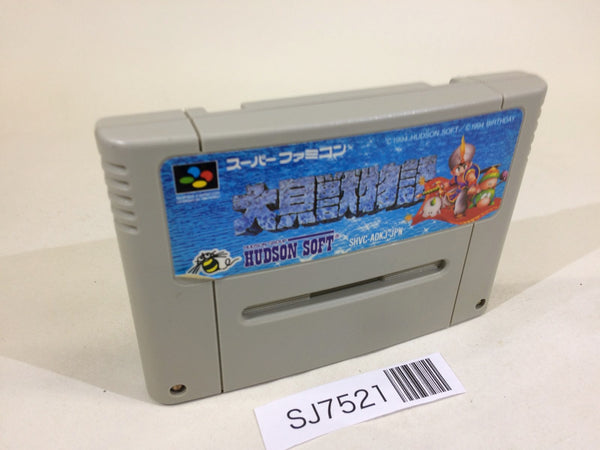 ©1994 HUDSON SOFT/©1994 BIRTHDAY
スーパーファミコン
大貝獣物語
HUDSON SOFT
SHVC-ADKJ-JPN
SJ7521